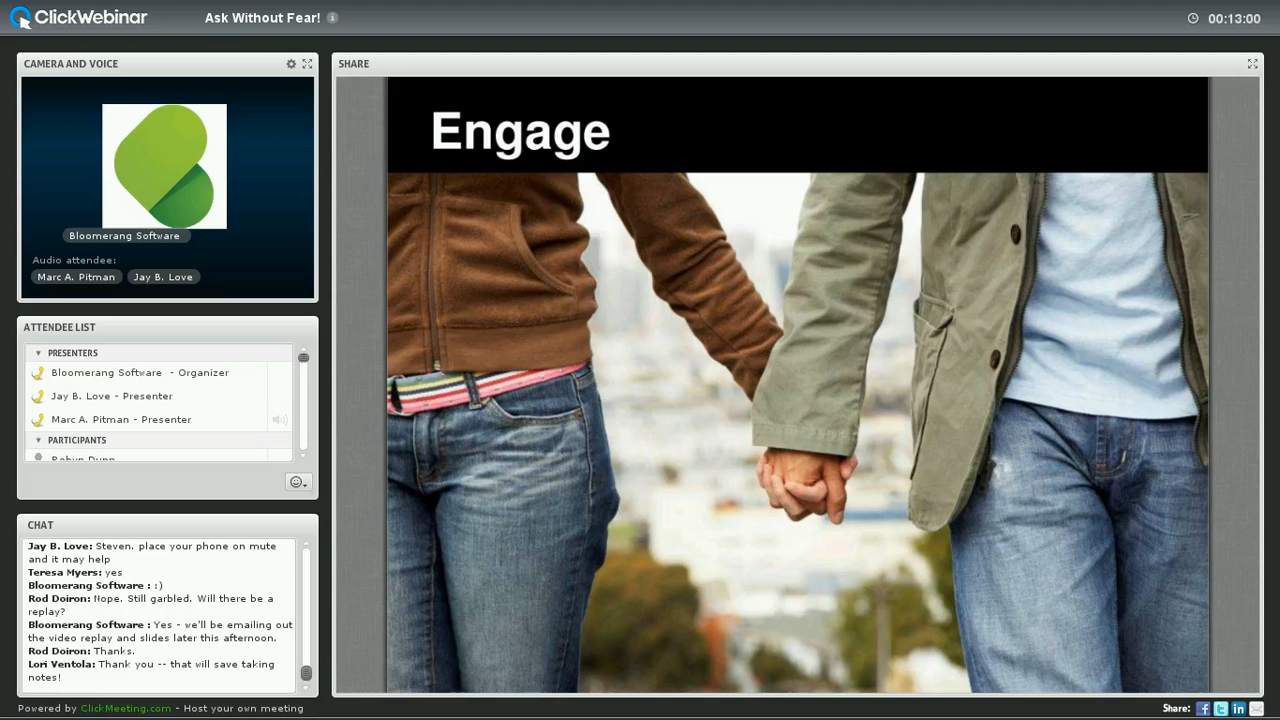 ClickWebinar
Ask Without Fear!
00:13:00
CAMERA AND VOICE
Bloomerang Software
Audio attendee:
Marc A. Pitman
Jay B. Love
ATTENDEE LIST
PRESENTERS
Bloomerang Software - Organizer
Jay B. Love - Presenter
Marc A. Pitman - Presenter
PARTICIPANTS
Robyn Dunn
CHAT
Jay B. Love: Steven. place your phone on mute
and it may help
Teresa Myers: yes
Bloomerang Software : :)
Rod Doiron: Nope. Still garbled. Will there be a
replay?
Bloomerang Software : Yes - we'll be emailing out
the video replay and slides later this afternoon.
Rod Doiron: Thanks.
Lori Ventola: Thank you -- that will save taking
notes!
SHARE
Engage
Powered by ClickMeeting.com - Host your own meeting
Share: